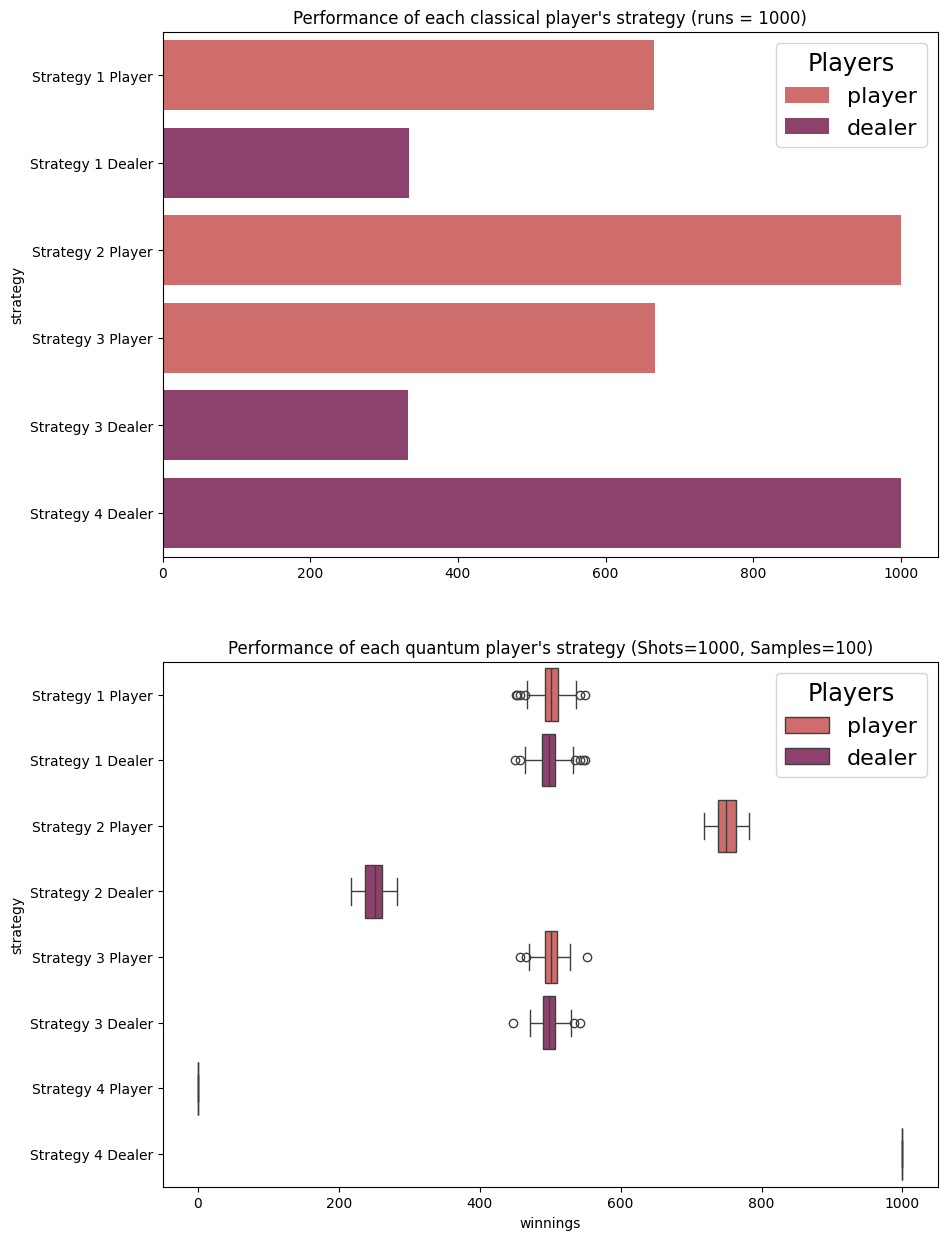 Performance of each classical player's strategy (runs = 1000)
Players
player
dealer
Strategy 1 Player
Strategy 1 Dealer
Strategy 2 Player
Strategy 3 Player
Strategy 3 Dealer
Strategy 4 Dealer
strategy
0 200 400 600 800 1000
Performance of each quantum player's strategy (Shots=1000, Samples=100)
Players
player
dealer
Strategy 1 Player
Strategy 1 Dealer
Strategy 2 Player
Strategy 2 Dealer
Strategy 3 Player
Strategy 3 Dealer
Strategy 4 Player
Strategy 4 Dealer
strategy
0 200 400 600 800 1000
winnings